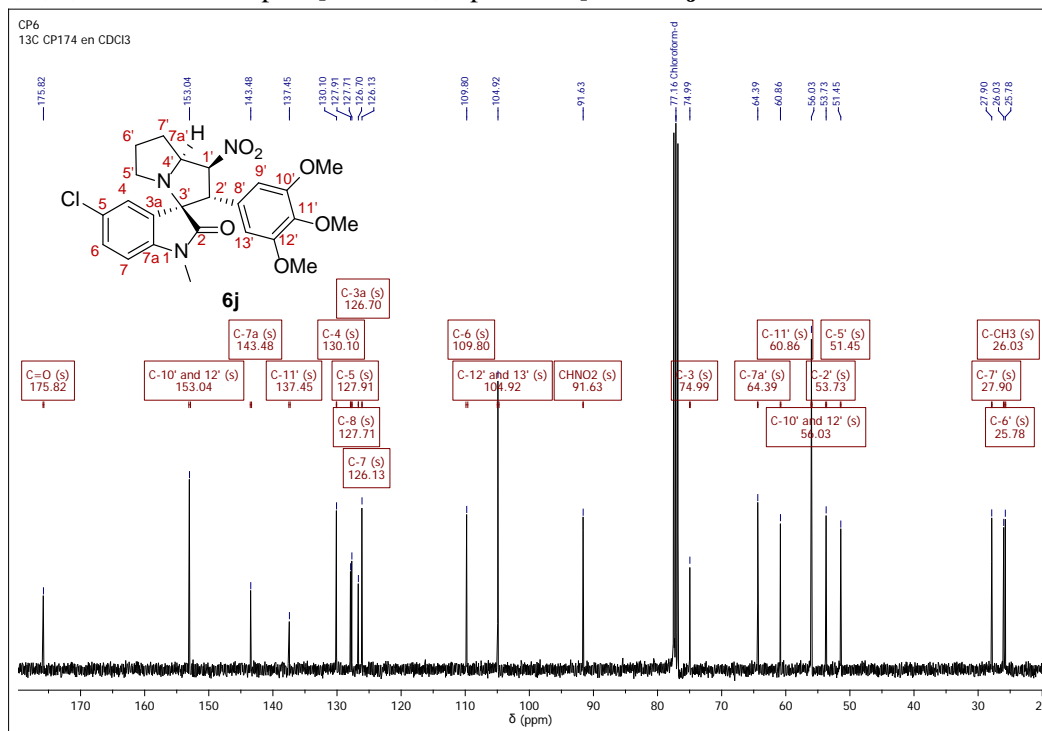 CP6
13C CP174 en CDCl3
175.82
153.04
143.48
137.45
130.10
127.91
127.71
126.70
126.13
109.80
104.92
91.63
77.16 Chloroform-d
74.99
64.39
60.86
56.03
53.73
51.45
27.90
26.03
25.78
7'
H
6'
7a'
NO2
1'
4'
5'
9'
OMe
N
2'
8'
10'
4
3'
Cl
5
3a
11'
OMe
O
2
13'
12'
6
N
1
7a
7
OMe
6j
C-3a (s)
126.70
C-7a (s)
143.48
C-4 (s)
130.10
C-6 (s)
109.80
C-11' (s)
60.86
C-5' (s)
51.45
C-CH3 (s)
26.03
C=O (s)
175.82
C-10' and 12' (s)
153.04
C-11' (s)
137.45
C-5 (s)
127.91
C-12' and 13' (s)
104.92
CHNO2 (s)
91.63
C-3 (s)
74.99
C-7a' (s)
64.39
C-2' (s)
53.73
C-7' (s)
27.90
C-8 (s)
127.71
C-10' and 12' (s)
56.03
C-6' (s)
25.78
C-7 (s)
126.13
170 160 150 140 130 120 110 100 90 80 70 60 50 40 30 20
δ (ppm)